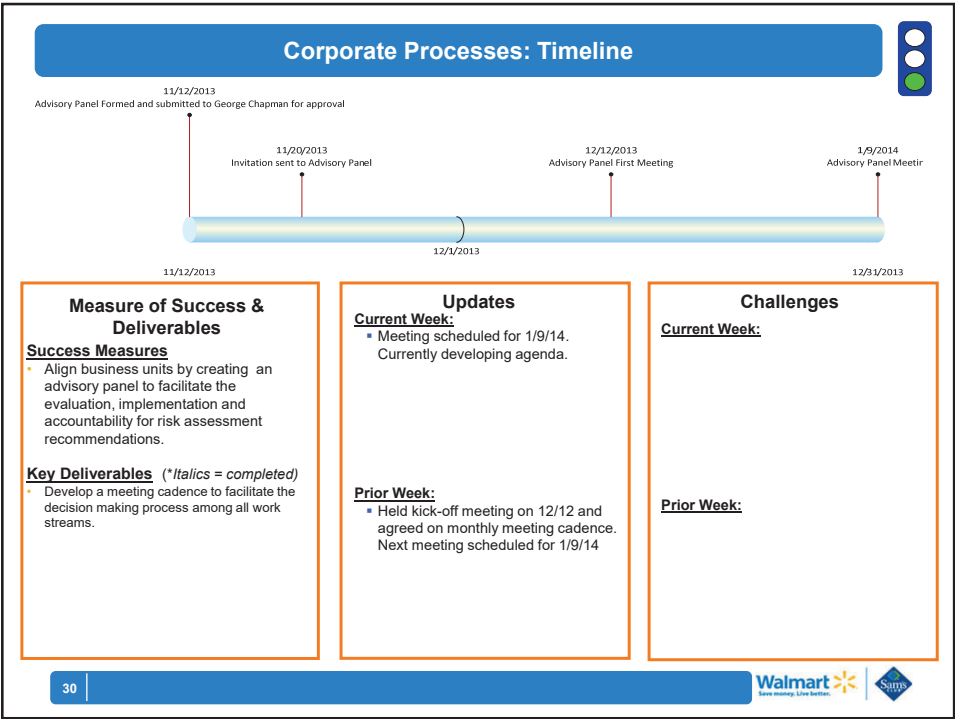 Corporate Processes: Timeline
11/12/2013
Advisory Panel Formed and submitted to George Chapman for approval
11/20/2013
Invitation sent to Advisory Panel
12/12/2013
Advisory Panel First Meeting
1/9/2014
Advisory Panel Meetir
12/1/2013
11/12/2013
12/31/2013
Measure of Success &
Deliverables
Success Measures
• Align business units by creating an
advisory panel to facilitate the
evaluation, implementation and
accountability for risk assessment
recommendations.
Key Deliverables (*Italics = completed)
• Develop a meeting cadence to facilitate the
decision making process among all work
streams.
Updates
Current Week:
▪ Meeting scheduled for 1/9/14.
Currently developing agenda.
Prior Week:
▪ Held kick-off meeting on 12/12 and
agreed on monthly meeting cadence.
Next meeting scheduled for 1/9/14
Challenges
Current Week:
Prior Week:
30
Walmart
Save money. Live better.
Sam's
CLUB